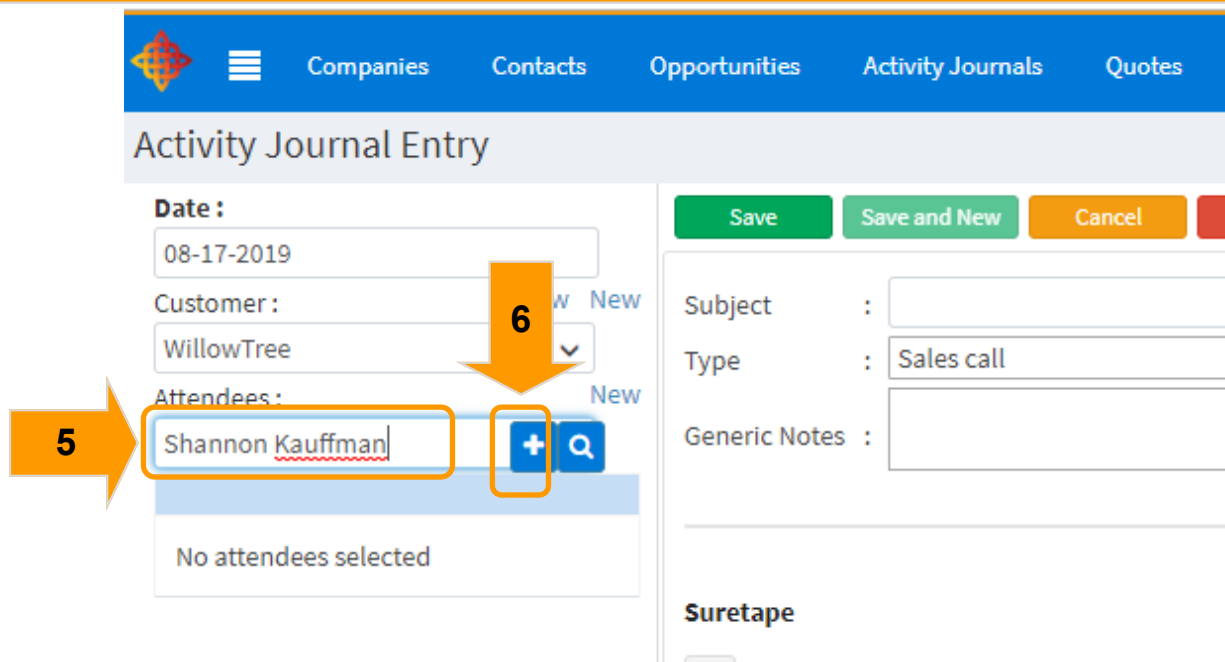 Companies Contacts Opportunities Activity Journals Quotes
Activity Journal Entry
Date :
08-17-2019
Customer : New
WillowTree
Attendees : New
Shannon Kauffman
No attendees selected
5
6
Save Save and New Cancel
Subject :
Type : Sales call
Generic Notes :
Suretape